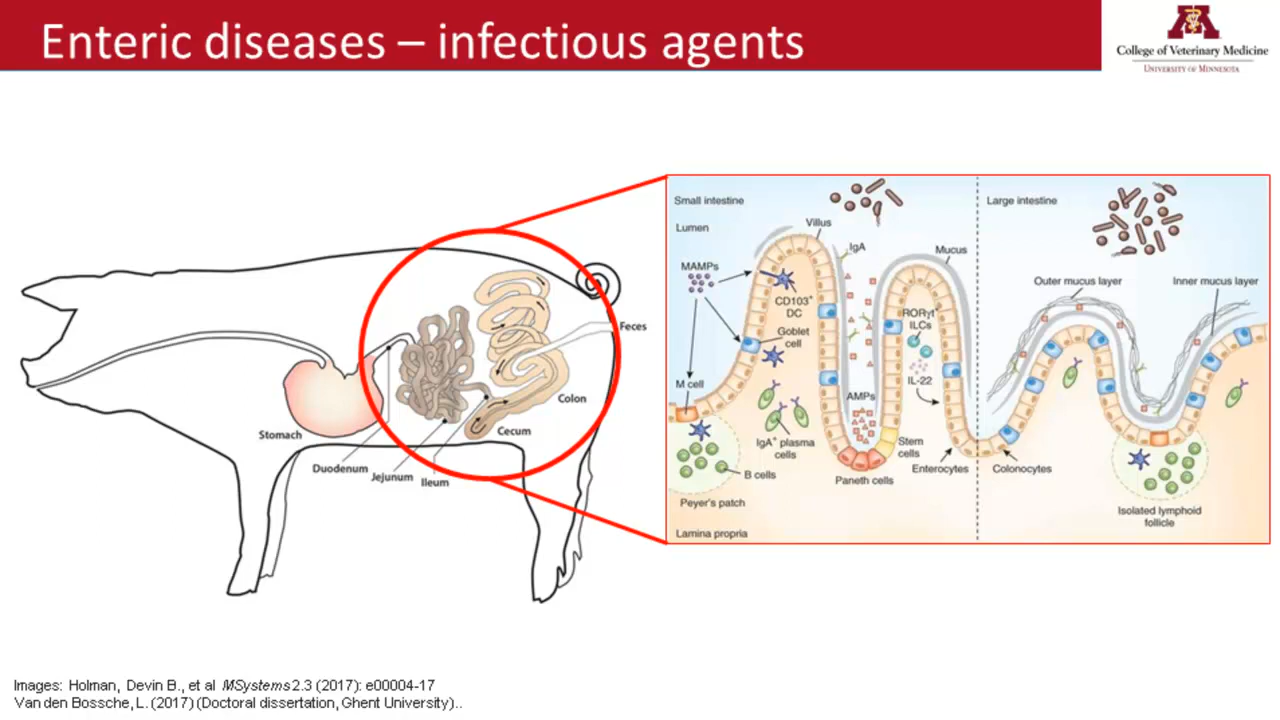 Enteric diseases – infectious agents
M
College of Veterinary Medicine
University of Minnesota
Stomach
Duodenum
Jejunum
Ileum
Cecum
Colon
Feces
Small intestine
Lumen
MAMPs
M cell
Peyer's patch
Lamina propria
Villus
IgA
CD103+
DC
Goblet
cell
IgA+ plasma
cells
B cells
AMPs
Paneth cells
Stem
cells
Mucus
RORγt+
ILCs
IL-22
Enterocytes
Large intestine
Outer mucus layer
Inner mucus layer
Colonocytes
Isolated lymphoid
follicle
Images: Holman, Devin B., et al MSystems 2.3 (2017): e00004-17
Van den Bossche, L. (2017) (Doctoral dissertation, Ghent University)..